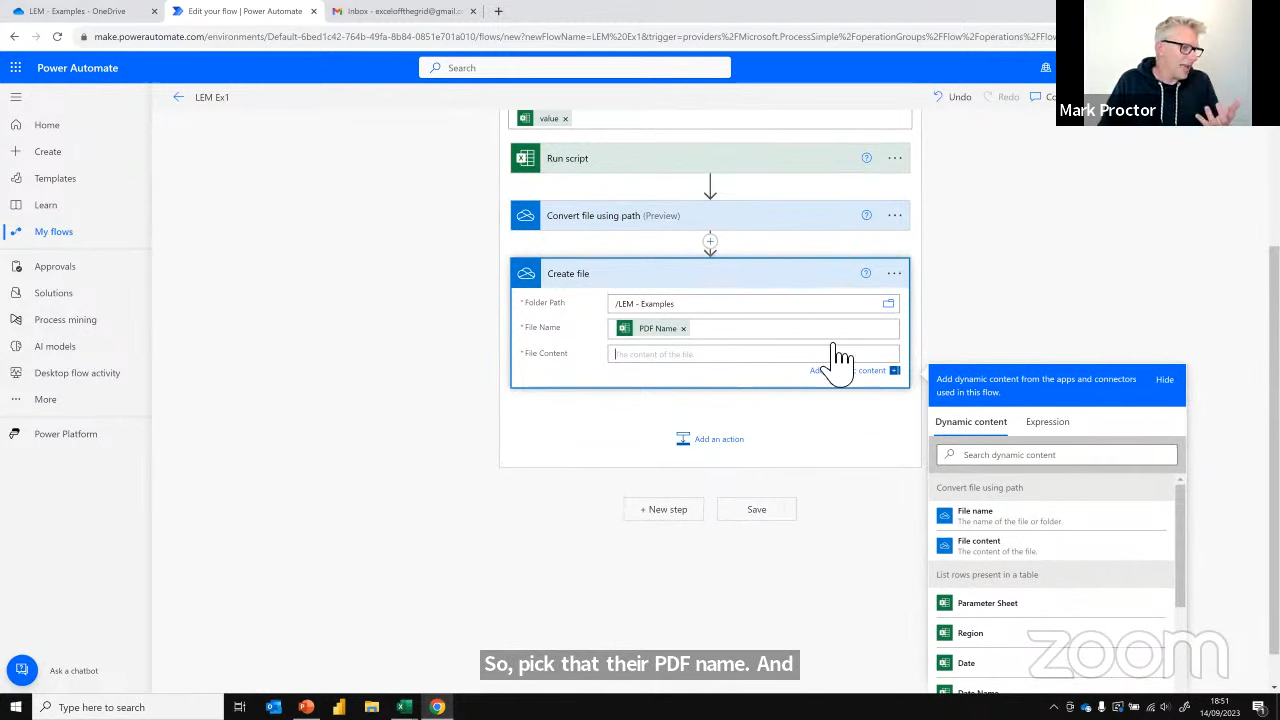 LEM - Examples - OneDrive
Edit your flow | Power Automate
Inbox - exceloffthegrid@gmail.c
make.powerautomate.com/environments/Default-6bed1c42-764b-49fa-8b84-0851e701a010/flows/new?newFlowName=LEM%20Ex1&trigger=providers%2FMicrosoft.ProcessSimple%2FoperationGroups%2FFlow%2Foperations%2FFlow
Power Automate
Search
LEM Ex1
Undo
Redo
Mark Proctor
Home
Create
Templates
Learn
My flows
Approvals
Solutions
Process mining
AI models
Desktop flow activity
More
Power Platform
Ask a chatbot
value
Run script
Convert file using path (Preview)
Create file
* Folder Path
/LEM - Examples
* File Name
PDF Name
* File Content
The content of the file.
content
Add an action
+ New step
Save
Add dynamic content from the apps and connectors
used in this flow.
Hide
Dynamic content
Expression
Search dynamic content
Convert file using path
File name
The name of the file or folder.
File content
The content of the file.
List rows present in a table
Parameter Sheet
Region
Date
Date Name
So, pick that their PDF name. And
zoom
Type here to search
18:51
14/09/2023